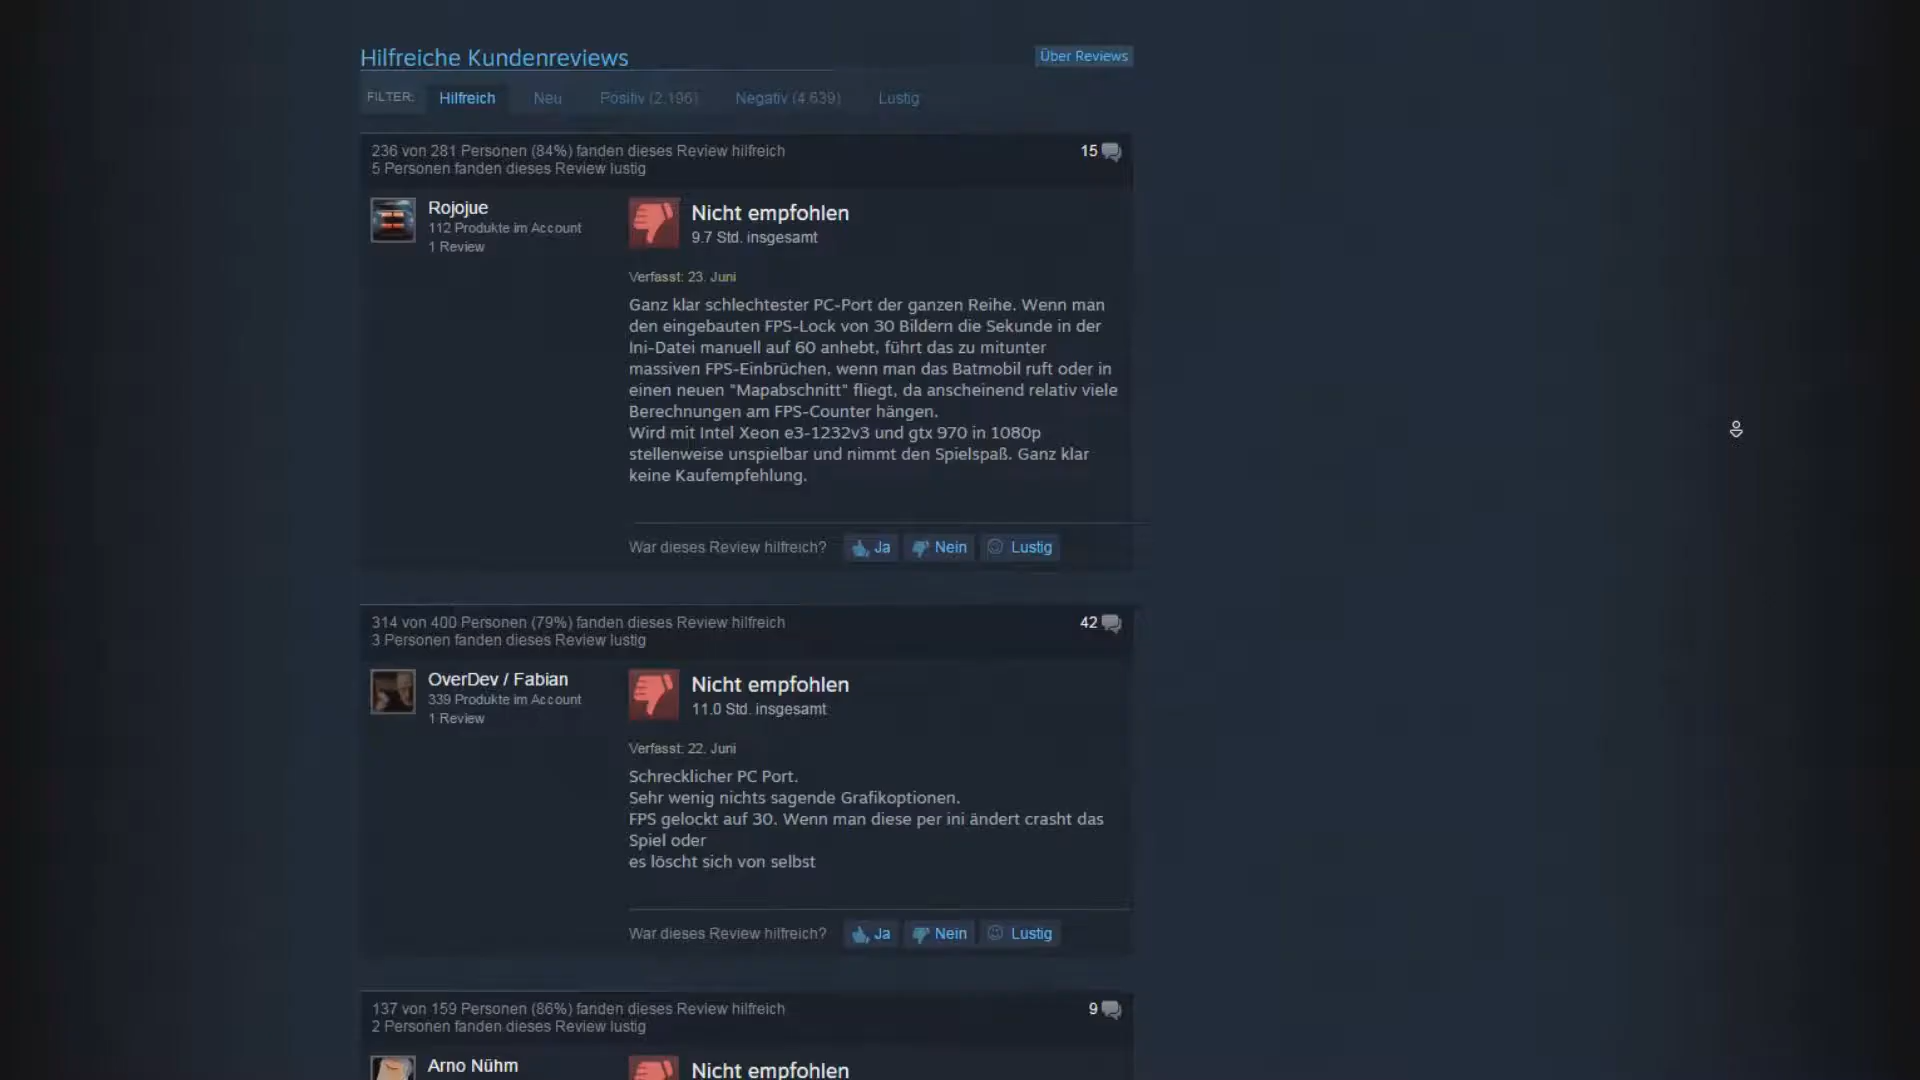 Hilfreiche Kundenreviews
Über Reviews
FILTER: Hilfreich Neu Positiv (2.196) Negativ (4.639) Lustig
236 von 281 Personen (84%) fanden dieses Review hilfreich
15
5 Personen fanden dieses Review lustig
Rojojue
112 Produkte im Account
1 Review
Nicht empfohlen
9.7 Std. insgesamt
Verfasst: 23. Juni
Ganz klar schlechtester PC-Port der ganzen Reihe. Wenn man
den eingebauten FPS-Lock von 30 Bildern die Sekunde in der
Ini-Datei manuell auf 60 anhebt, führt das zu mitunter
massiven FPS-Einbrüchen, wenn man das Batmobil ruft oder in
einen neuen "Mapabschnitt" fliegt, da anscheinend relativ viele
Berechnungen am FPS-Counter hängen.
Wird mit Intel Xeon e3-1232v3 und gtx 970 in 1080p
stellenweise unspielbar und nimmt den Spielspaß. Ganz klar
keine Kaufempfehlung.
War dieses Review hilfreich? Ja Nein Lustig
314 von 400 Personen (79%) fanden dieses Review hilfreich
42
3 Personen fanden dieses Review lustig
OverDev / Fabian
339 Produkte im Account
1 Review
Nicht empfohlen
11.0 Std. insgesamt
Verfasst: 22. Juni
Schrecklicher PC Port.
Sehr wenig nichts sagende Grafikoptionen.
FPS gelockt auf 30. Wenn man diese per ini ändert crasht das
Spiel oder
es löscht sich von selbst
War dieses Review hilfreich? Ja Nein Lustig
137 von 159 Personen (86%) fanden dieses Review hilfreich
9
2 Personen fanden dieses Review lustig
Arno Nühm
Nicht empfohlen